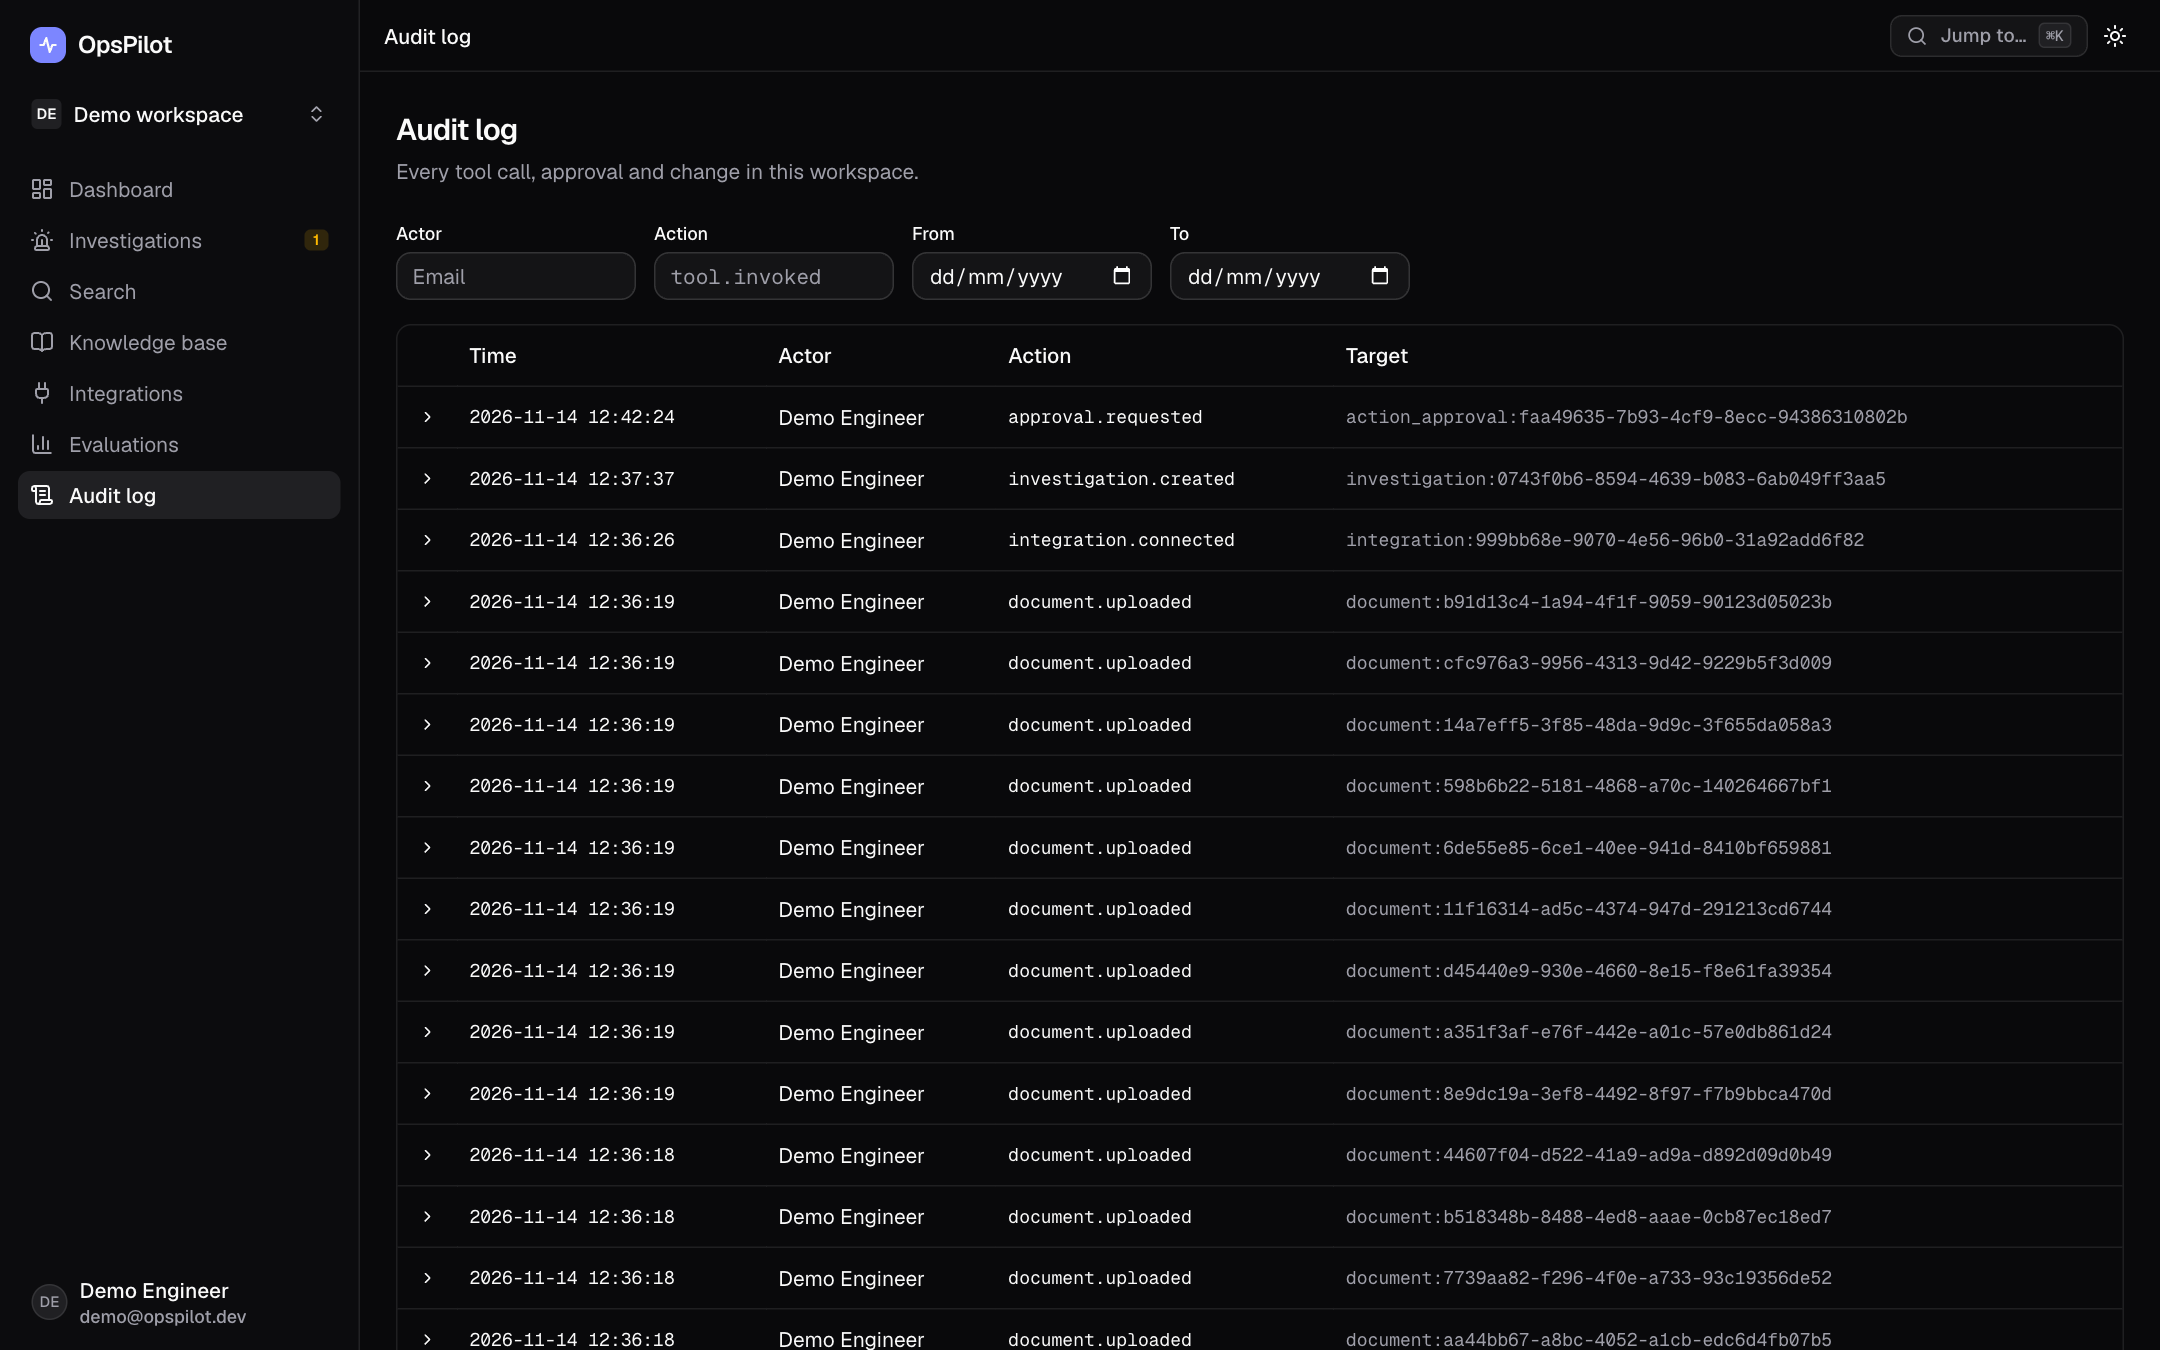 OpsPilot
DE Demo workspace
Dashboard
Investigations 1
Search
Knowledge base
Integrations
Evaluations
Audit log
DE Demo Engineer
demo@opspilot.dev
Audit log
Jump to... ⌘K
Audit log
Every tool call, approval and change in this workspace.
Actor Action From To
Email tool.invoked dd/mm/yyyy dd/mm/yyyy
Time Actor Action Target
2026-11-14 12:42:24 Demo Engineer approval.requested action_approval:faa49635-7b93-4cf9-8ecc-94386310802b
2026-11-14 12:37:37 Demo Engineer investigation.created investigation:0743f0b6-8594-4639-b083-6ab049ff3aa5
2026-11-14 12:36:26 Demo Engineer integration.connected integration:999bb68e-9070-4e56-96b0-31a92add6f82
2026-11-14 12:36:19 Demo Engineer document.uploaded document:b91d13c4-1a94-4f1f-9059-90123d05023b
2026-11-14 12:36:19 Demo Engineer document.uploaded document:cfc976a3-9956-4313-9d42-9229b5f3d009
2026-11-14 12:36:19 Demo Engineer document.uploaded document:14a7eff5-3f85-48da-9d9c-3f655da058a3
2026-11-14 12:36:19 Demo Engineer document.uploaded document:598b6b22-5181-4868-a70c-140264667bf1
2026-11-14 12:36:19 Demo Engineer document.uploaded document:6de55e85-6ce1-40ee-941d-8410bf659881
2026-11-14 12:36:19 Demo Engineer document.uploaded document:11f16314-ad5c-4374-947d-291213cd6744
2026-11-14 12:36:19 Demo Engineer document.uploaded document:d45440e9-930e-4660-8e15-f8e61fa39354
2026-11-14 12:36:19 Demo Engineer document.uploaded document:a351f3af-e76f-442e-a01c-57e0db861d24
2026-11-14 12:36:19 Demo Engineer document.uploaded document:8e9dc19a-3ef8-4492-8f97-f7b9bbca470d
2026-11-14 12:36:18 Demo Engineer document.uploaded document:44607f04-d522-41a9-ad9a-d892d09d0b49
2026-11-14 12:36:18 Demo Engineer document.uploaded document:b518348b-8488-4ed8-aaae-0cb87ec18ed7
2026-11-14 12:36:18 Demo Engineer document.uploaded document:7739aa82-f296-4f0e-a733-93c19356de52
2026-11-14 12:36:18 Demo Engineer document.uploaded document:aa44bb67-a8bc-4052-a1cb-edc6d4fb07b5